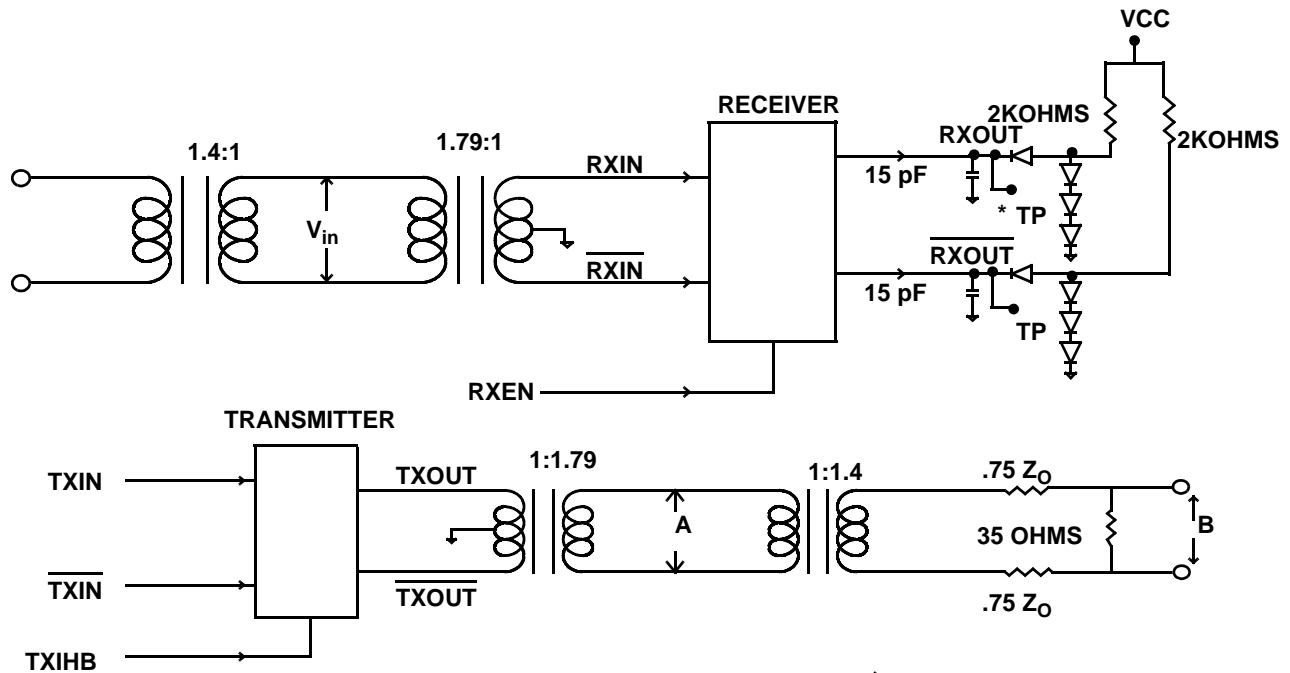 VCC
RECEIVER
2KOHMS
RXOUT
2KOHMS
1.4:1
1.79:1
RXIN
15 pF
* TP
Vin
RXIN
RXOUT
15 pF
TP
RXEN
TRANSMITTER
TXIN
TXOUT
1:1.79
1:1.4
.75 ZO
A
35 OHMS
B
TXIN
TXOUT
.75 ZO
TXIHB